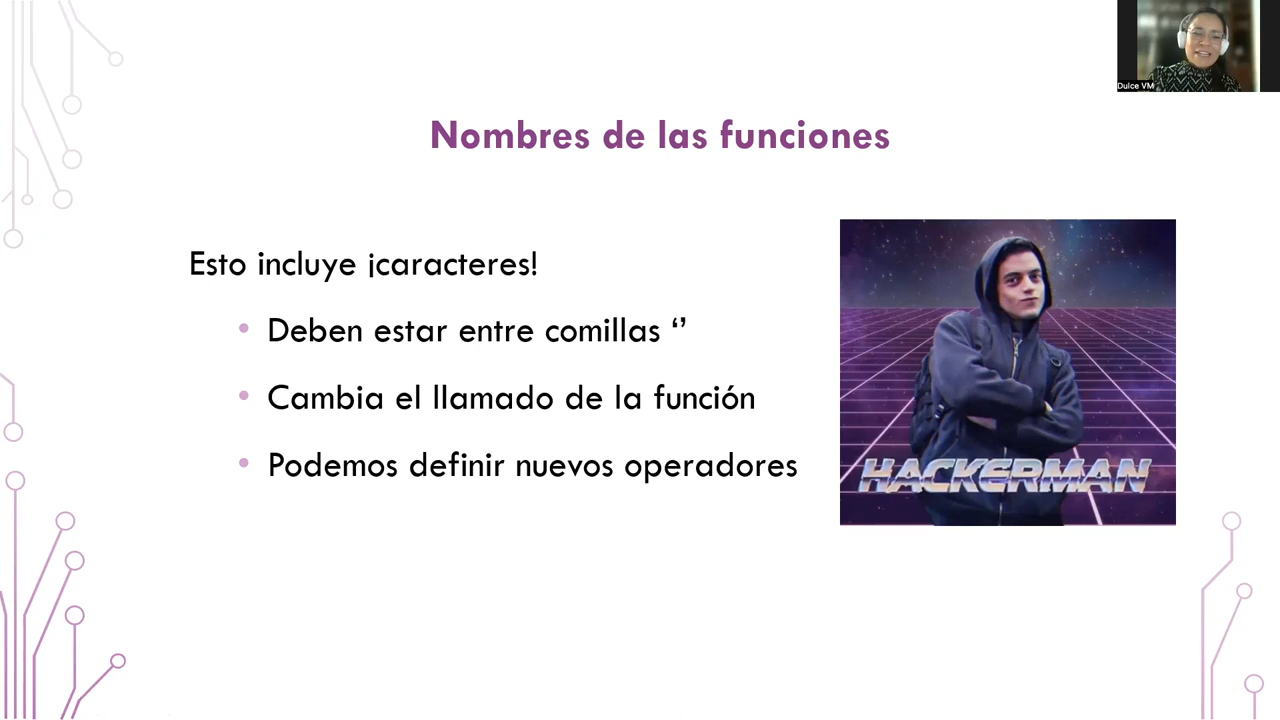 Dulce VM
Nombres de las funciones
Esto incluye ¡caracteres!
• Deben estar entre comillas ‘’
• Cambia el llamado de la función
• Podemos definir nuevos operadores
HACKERMAN